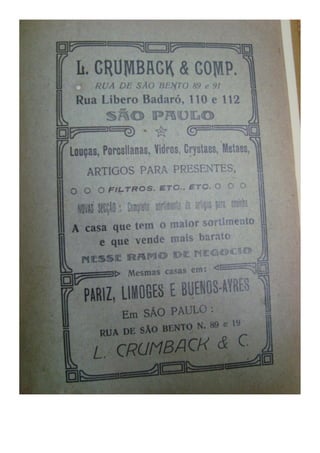 L. CRUMBACK & COMP.
RUA DE SÃO BENTO 89 e 91
Rua Libero Badaró, 110 e 112
SÃO PAULO
Louças, Porcellanas, Vidros, Crystaes, Metaes,
ARTIGOS PARA PRESENTES,
FILTROS, ETC., ETC.
NOVAS SECÇÃO: Completo sortimento de artigos para cosinha
A casa que tem o maior sortimento
e que vende mais barato
NESSE RAMO DE NEGOCIO
Mesmas casas em:
PARIZ, LIMOGES E BUENOS-AYRES
Em SÃO PAULO:
RUA DE SÃO BENTO N. 89 e 19
L. CRUMBACK & C.